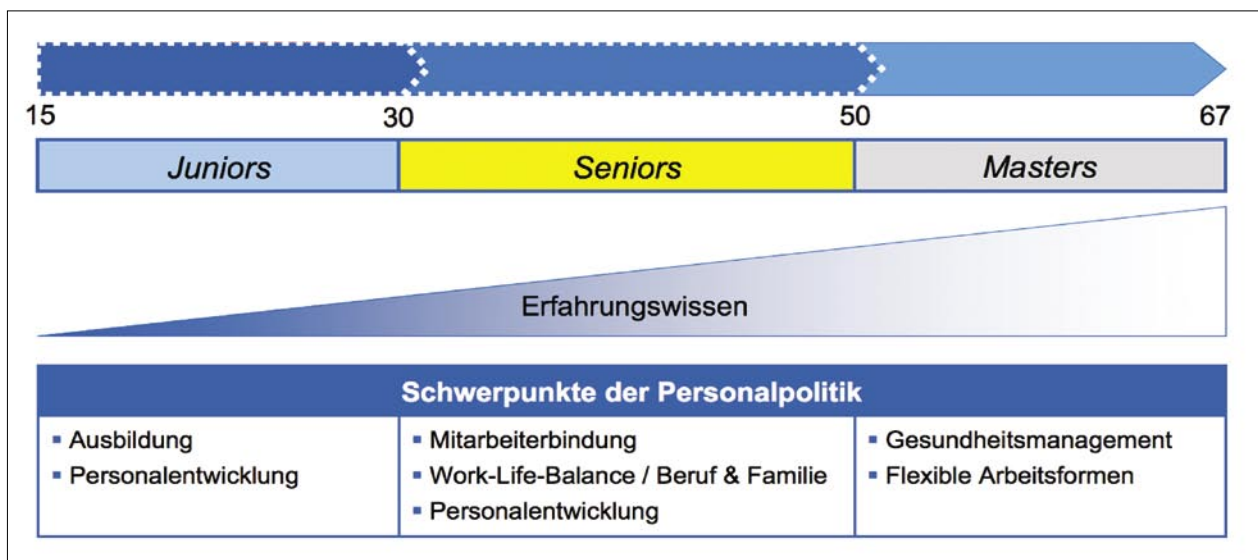 15 30 50 67
Juniors Seniors Masters
Erfahrungswissen
Schwerpunkte der Personalpolitik
▪ Ausbildung
▪ Personalentwicklung
▪ Mitarbeiterbindung
▪ Work-Life-Balance / Beruf & Familie
▪ Personalentwicklung
▪ Gesundheitsmanagement
▪ Flexible Arbeitsformen